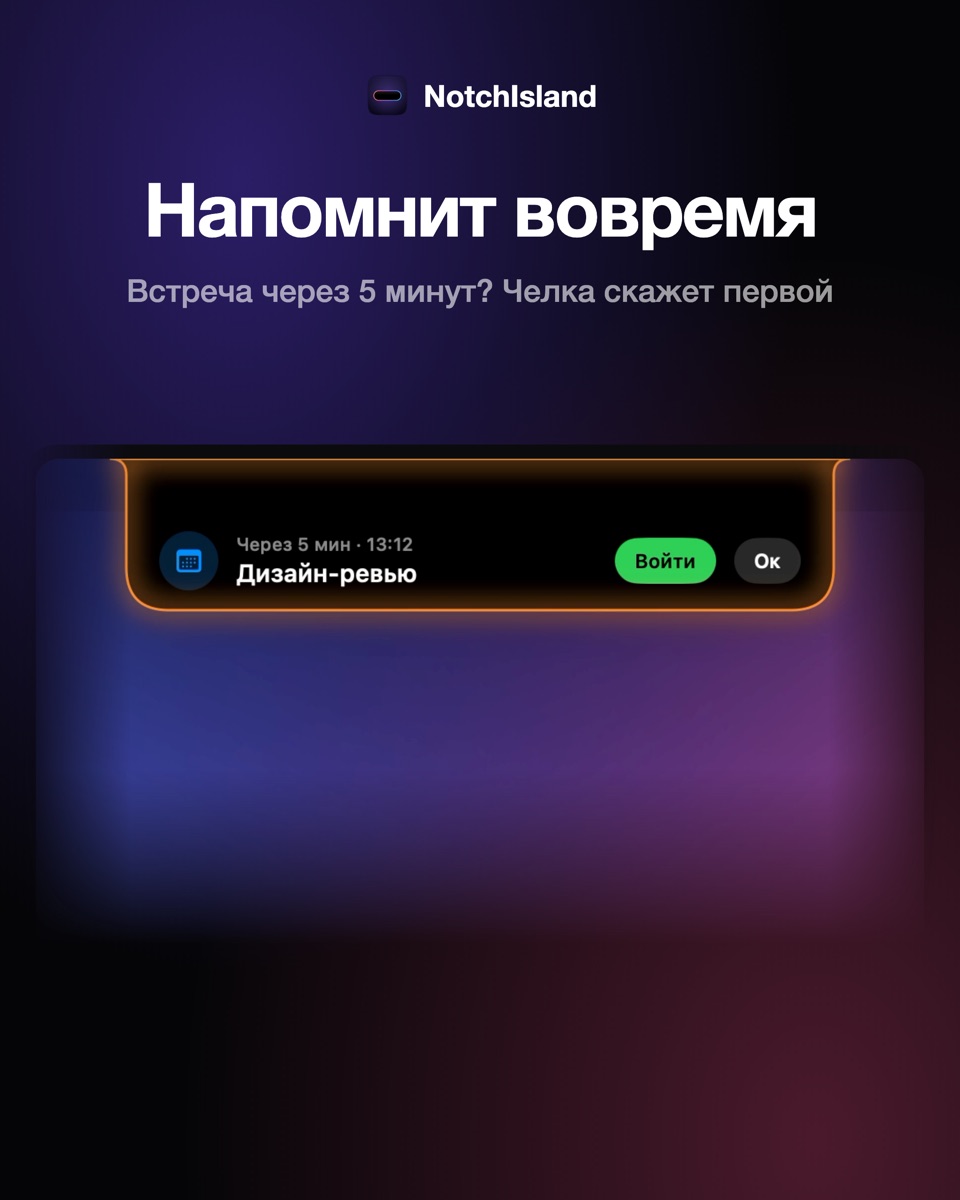 NotchIsland
Напомнит вовремя
Встреча через 5 минут? Челка скажет первой
Через 5 мин · 13:12
Дизайн-ревью
Войти
Ок